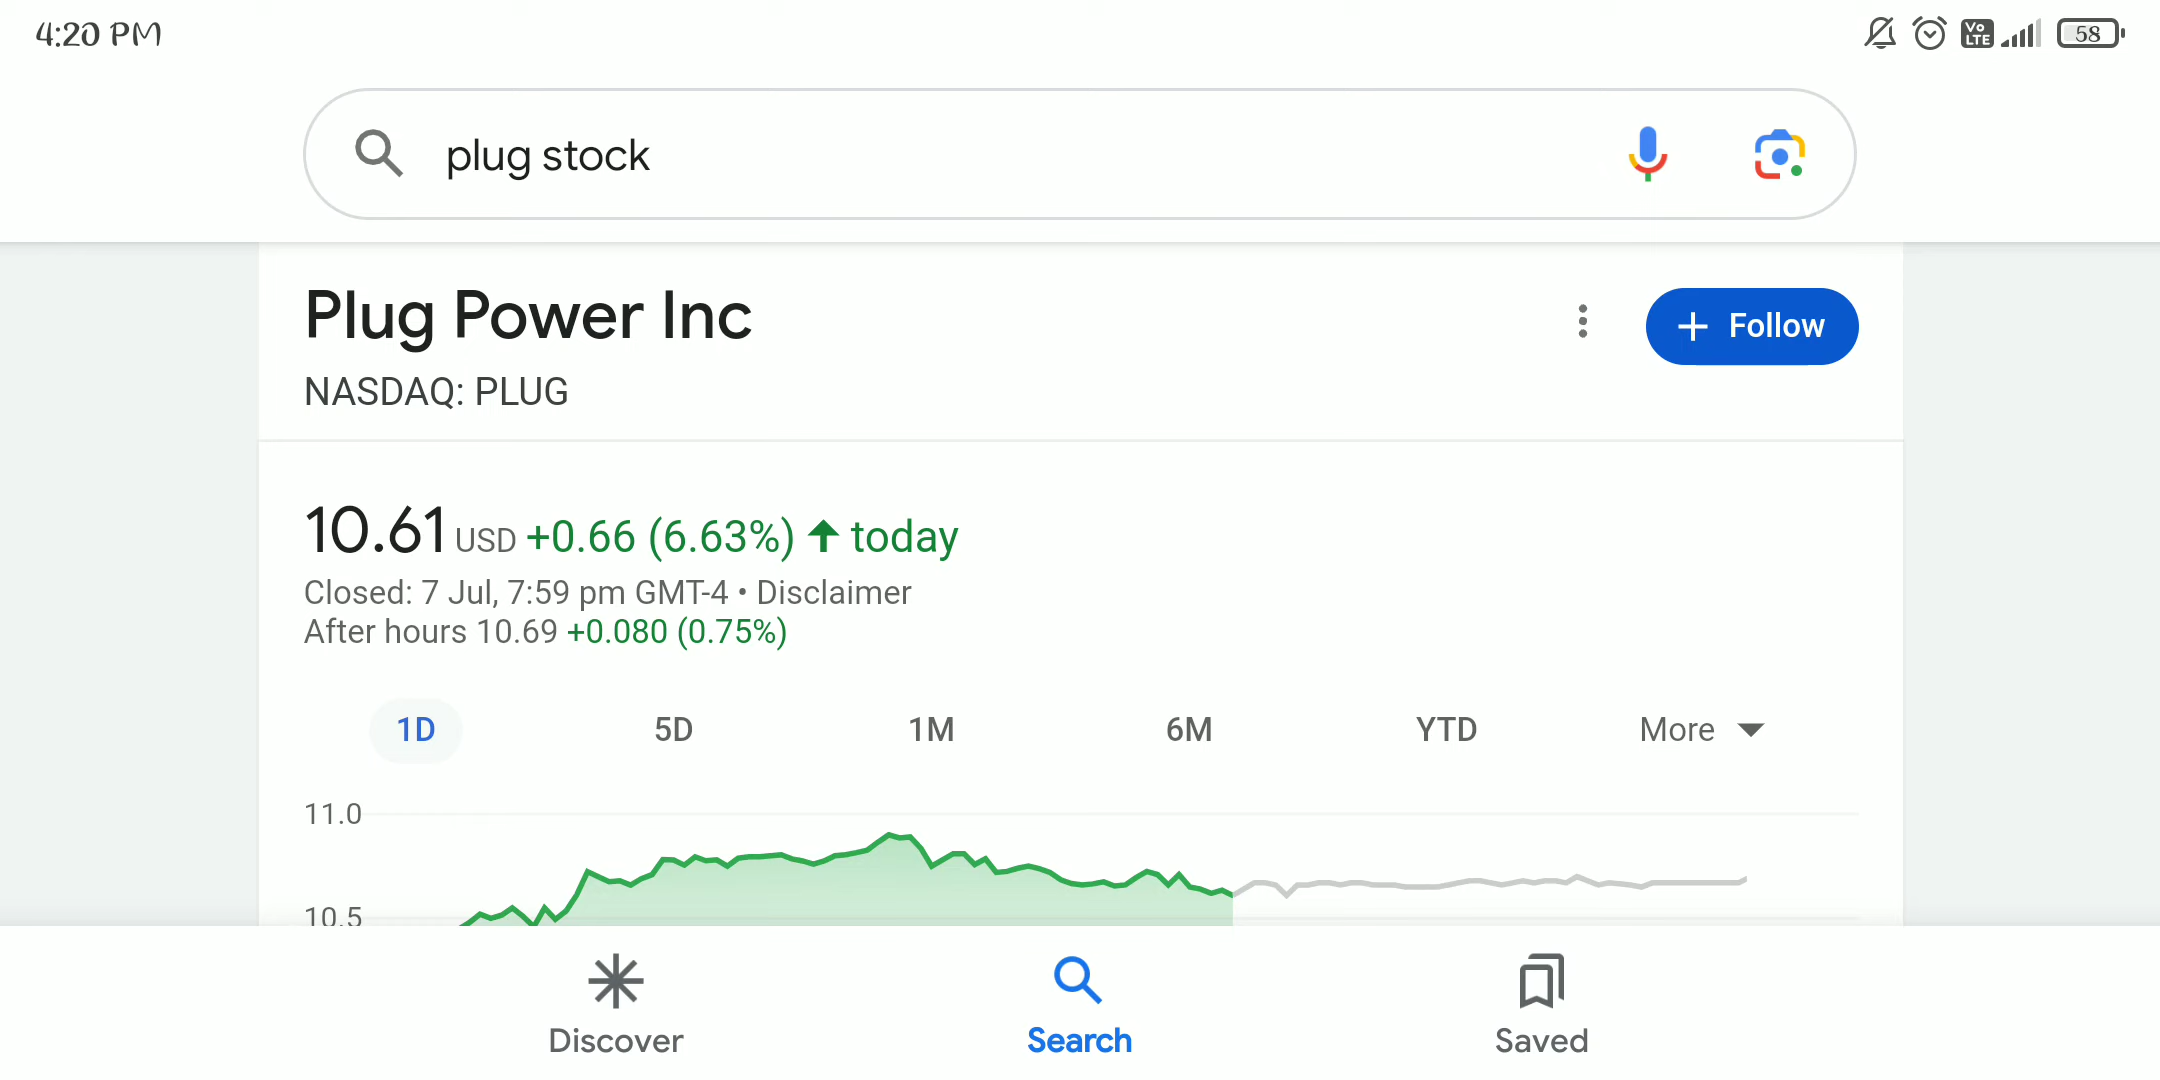 4:20 PM
Vo LTE
58
plug stock
Plug Power Inc
Follow
NASDAQ: PLUG
10.61 USD +0.66 (6.63%) today
Closed: 7 Jul, 7:59 pm GMT-4 • Disclaimer
After hours 10.69 +0.080 (0.75%)
1D 5D 1M 6M YTD More
11.0
10.5
Discover Search Saved